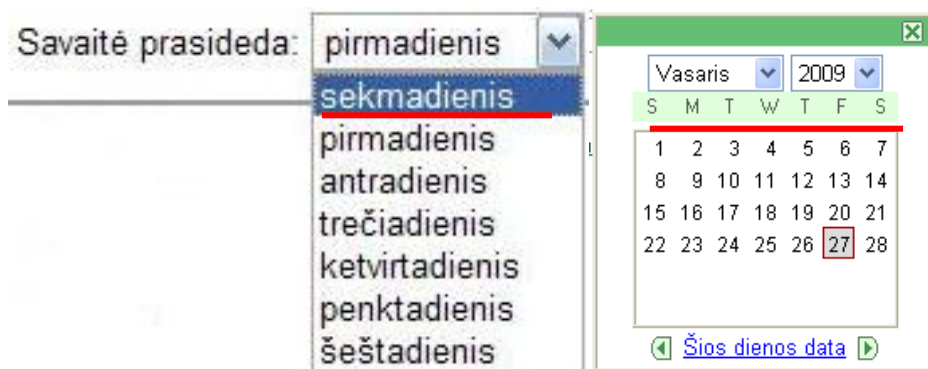 Savaitė prasideda: pirmadienis
sekmadienis
pirmadienis
antradienis
trečiadienis
ketvirtadienis
penktadienis
šeštadienis
Vasaris 2009
S M T W T F S
1 2 3 4 5 6 7
8 9 10 11 12 13 14
15 16 17 18 19 20 21
22 23 24 25 26 27 28
Šios dienos data